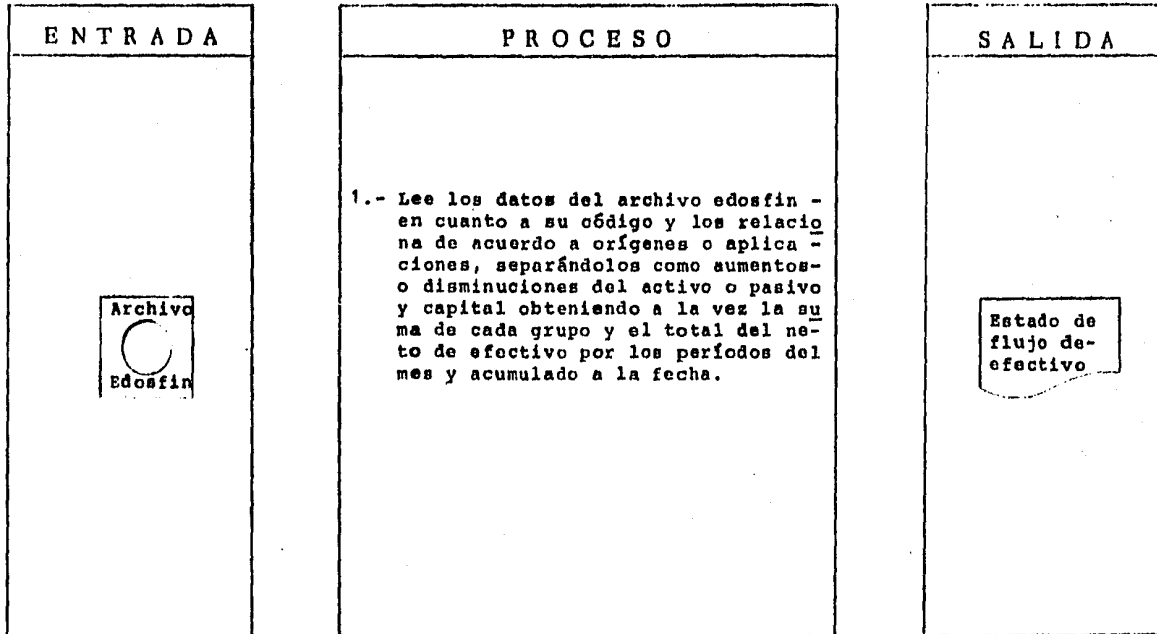 ENTRADA
PROCESO
SALIDA
1.- Lee los datos del archivo edosfin -
en cuanto a su código y los relacio
na de acuerdo a orígenes o aplica -
ciones, separándolos como aumentos-
o disminuciones del activo o pasivo
y capital obteniendo a la vez la su
ma de cada grupo y el total del ne-
to de efectivo por los períodos del
mes y acumulado a la fecha.
Archivo
Edosfin
Estado de
flujo de-
efectivo